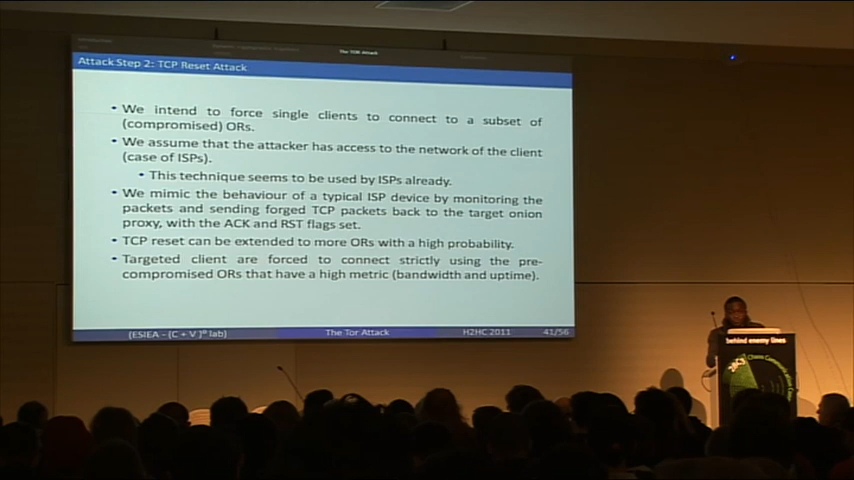 The TOR Attack
Attack Step 2: TCP Reset Attack
• We intend to force single clients to connect to a subset of
(compromised) ORs.
• We assume that the attacker has access to the network of the client
(case of ISPs).
• This technique seems to be used by ISPs already.
• We mimic the behaviour of a typical ISP device by monitoring the
packets and sending forged TCP packets back to the target onion
proxy, with the ACK and RST flags set.
• TCP reset can be extended to more ORs with a high probability.
• Targeted client are forced to connect strictly using the pre-
compromised ORs that have a high metric (bandwidth and uptime).
(ESIEA - (C + V)ᴼ lab) The Tor Attack H2HC 2011 41/56
behind enemy lines